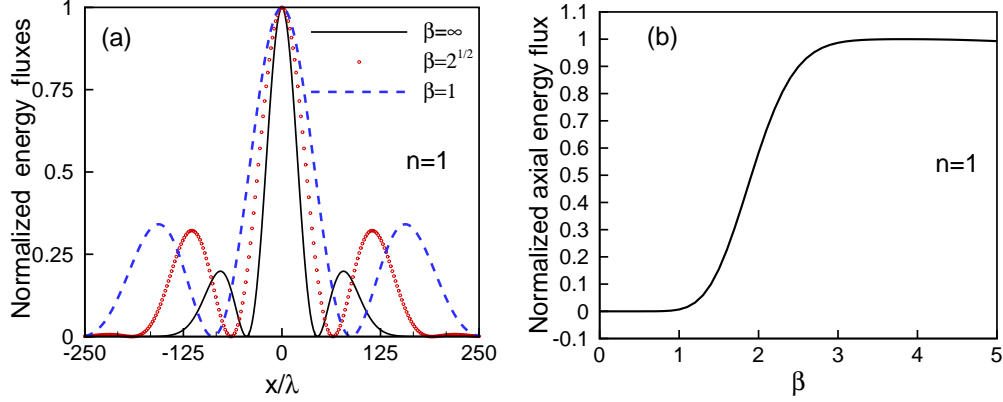 (a)
β=∞
β=2^{1/2}
β=1
n=1
Normalized energy fluxes
1
0.75
0.5
0.25
0
-250
-125
0
125
250
x/λ
(b)
n=1
Normalized axial energy flux
1.1
1
0.9
0.8
0.7
0.6
0.5
0.4
0.3
0.2
0.1
0
-0.1
0
1
2
3
4
5
β